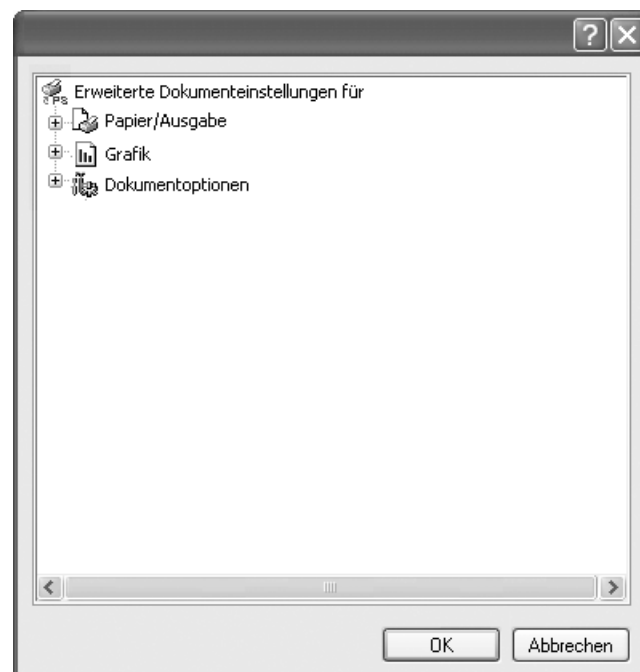 Erweiterte Dokumenteinstellungen für
Papier/Ausgabe
Grafik
Dokumentoptionen
OK
Abbrechen